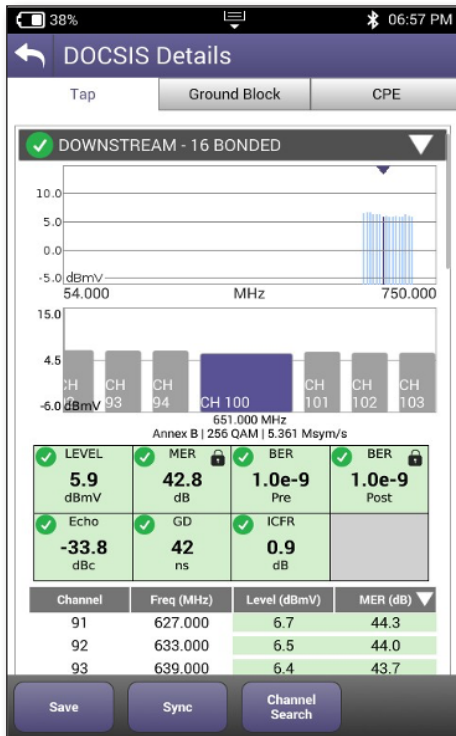 38%
06:57 PM
DOCSIS Details
Tap
Ground Block
CPE
DOWNSTREAM - 16 BONDED
10.0
5.0
0.0
-5.0 dBmV
54.000 MHz 750.000
15.0
4.5
-6.0 dBmV
CH
CH 93
CH 94
CH 100
CH 101
CH 102
CH 103
651.000 MHz
Annex B | 256 QAM | 5.361 Msym/s
LEVEL
5.9
dBmV
MER
42.8
dB
BER
1.0e-9
Pre
BER
1.0e-9
Post
Echo
-33.8
dBc
GD
42
ns
ICFR
0.9
dB
Channel Freq (MHz) Level (dBmV) MER (dB)
91 627.000 6.7 44.3
92 633.000 6.5 44.0
93 639.000 6.4 43.7
Save
Sync
Channel
Search